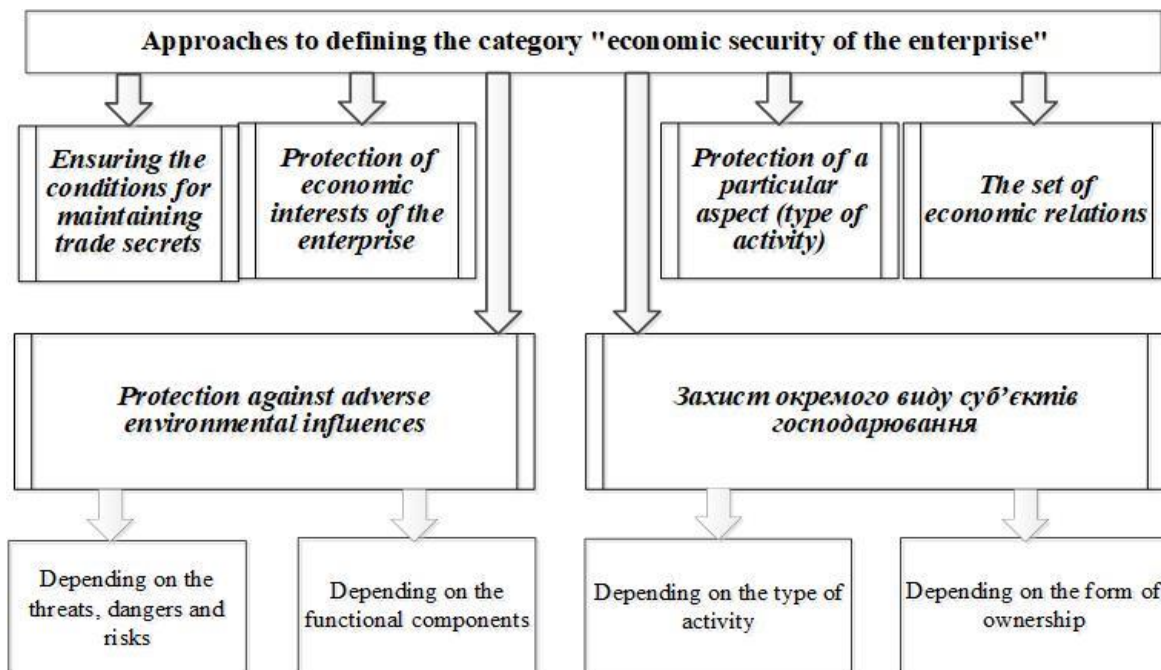 Approaches to defining the category "economic security of the enterprise"
Ensuring the
conditions for
maintaining
trade secrets
Protection of
economic
interests of the
enterprise
Protection of a
particular
aspect (type of
activity)
The set of
economic relations
Protection against adverse
environmental influences
Захист окремого виду суб’єктів
господарювання
Depending on the
threats, dangers and
risks
Depending on the
functional components
Depending on the type of
activity
Depending on the form of
ownership